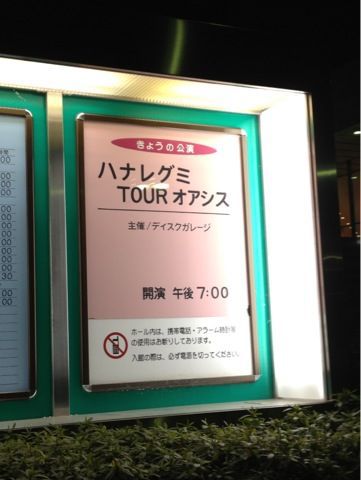 きょうの公演
ハナレグミ
TOUR オアシス
主催/ディスクガレージ
開演 午後 7:00
ホール内は、携帯電話・アラーム時計等
の使用はお断りしております。
入館の際は、必ず電源を切ってください。